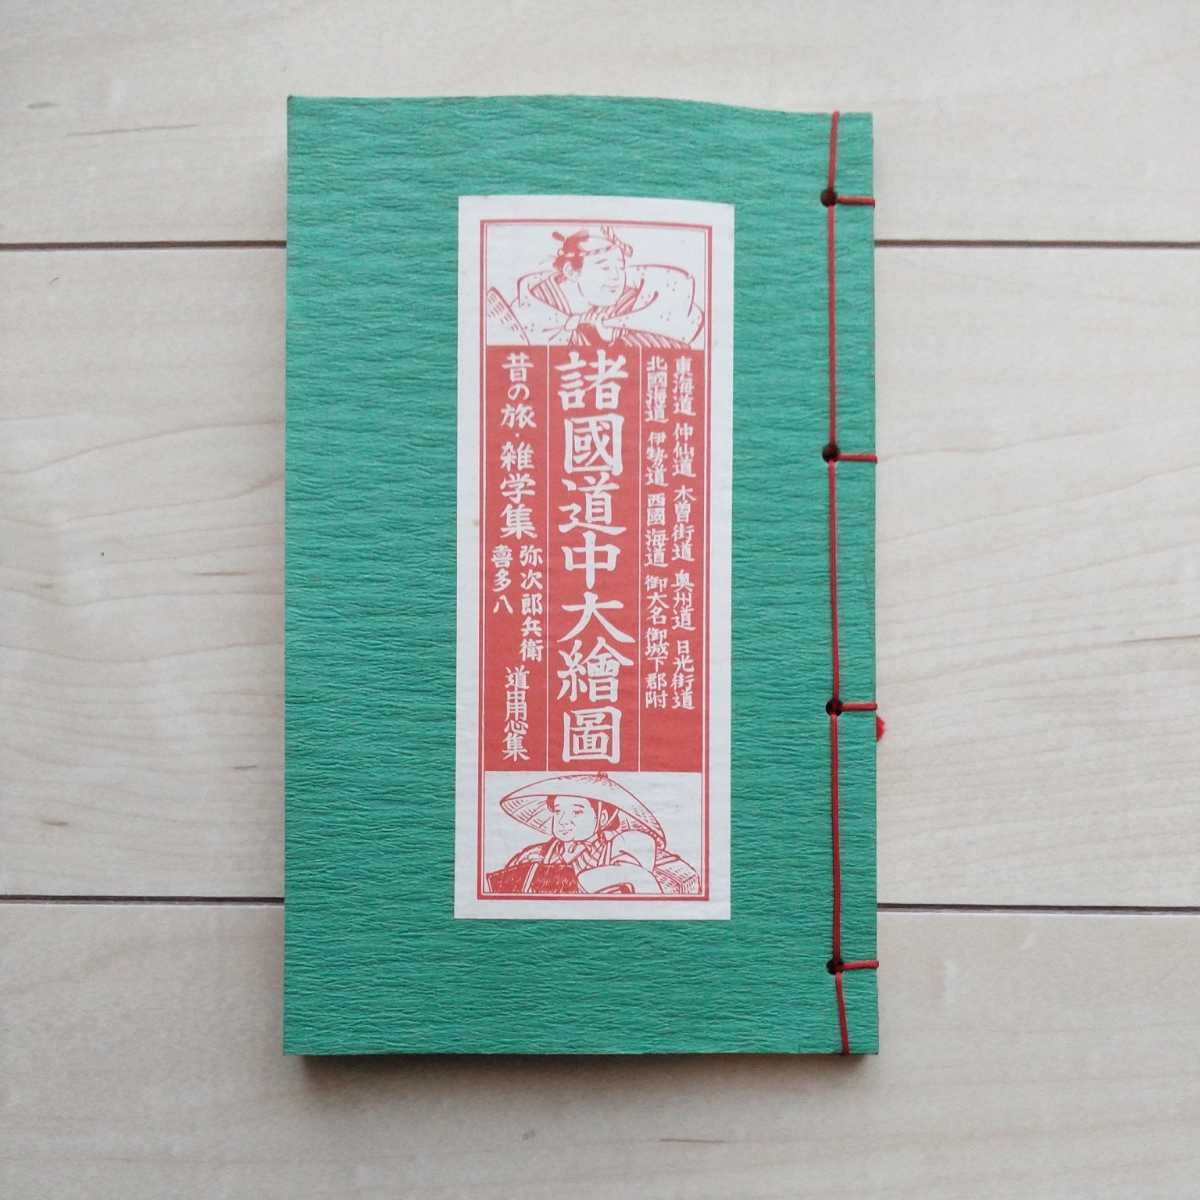 東海道 仲仙道 木曽街道 奥州道 日光街道
北國海道 伊勢道 西國海道 御大名御城下郡附
諸國道中大繪圖
昔の旅・雑学集
弥次郎兵衛
喜多八
道中用心集